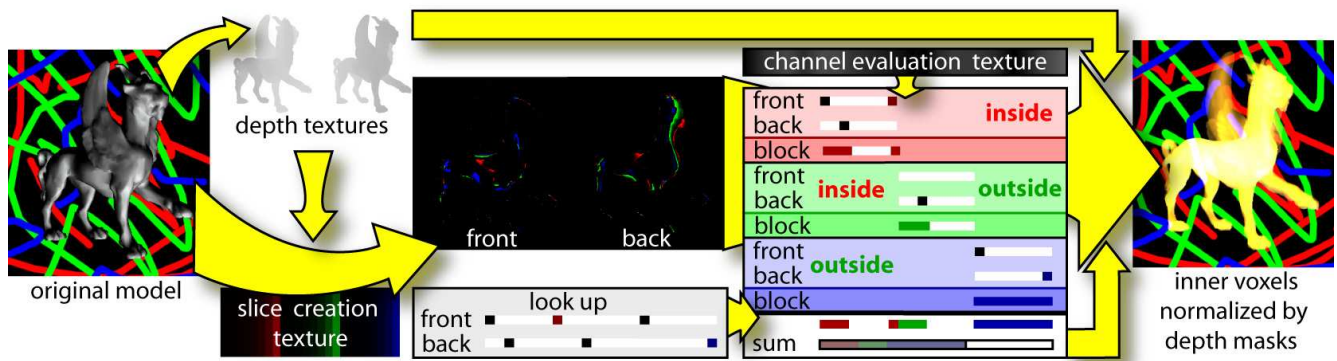 original model
depth textures
slice creation
texture
front
back
look up
front
back
channel evaluation texture
front
back
inside
block
front
back
inside
outside
block
front
back
outside
block
sum
inner voxels
normalized by
depth masks